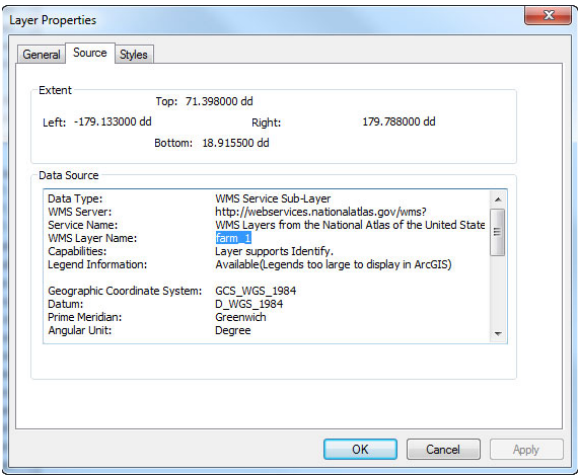 Layer Properties
General Source Styles
Extent
Top: 71.398000 dd
Left: -179.133000 dd Right: 179.788000 dd
Bottom: 18.915500 dd
Data Source
Data Type: WMS Service Sub-Layer
WMS Server: http://webservices.nationalatlas.gov/wms?
Service Name: WMS Layers from the National Atlas of the United State
WMS Layer Name: farm_1
Capabilities: Layer supports Identify.
Legend Information: Available(Legends too large to display in ArcGIS)
Geographic Coordinate System: GCS_WGS_1984
Datum: D_WGS_1984
Prime Meridian: Greenwich
Angular Unit: Degree
OK Cancel Apply